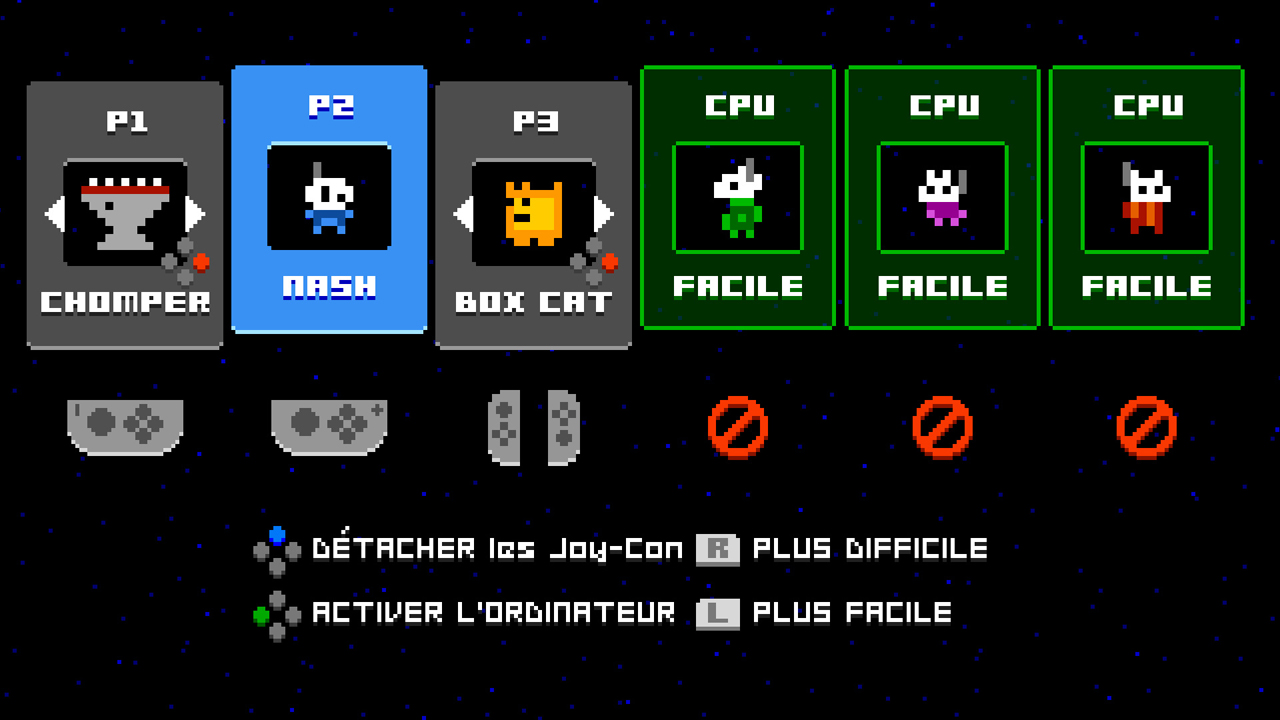 P1
P2
P3
CPU
CPU
CPU
CHOMPER
NASH
BOX CAT
FACILE
FACILE
FACILE
DÉTACHER les Joy-Con R PLUS DIFFICILE
ACTIVER L'ORDINATEUR L PLUS FACILE